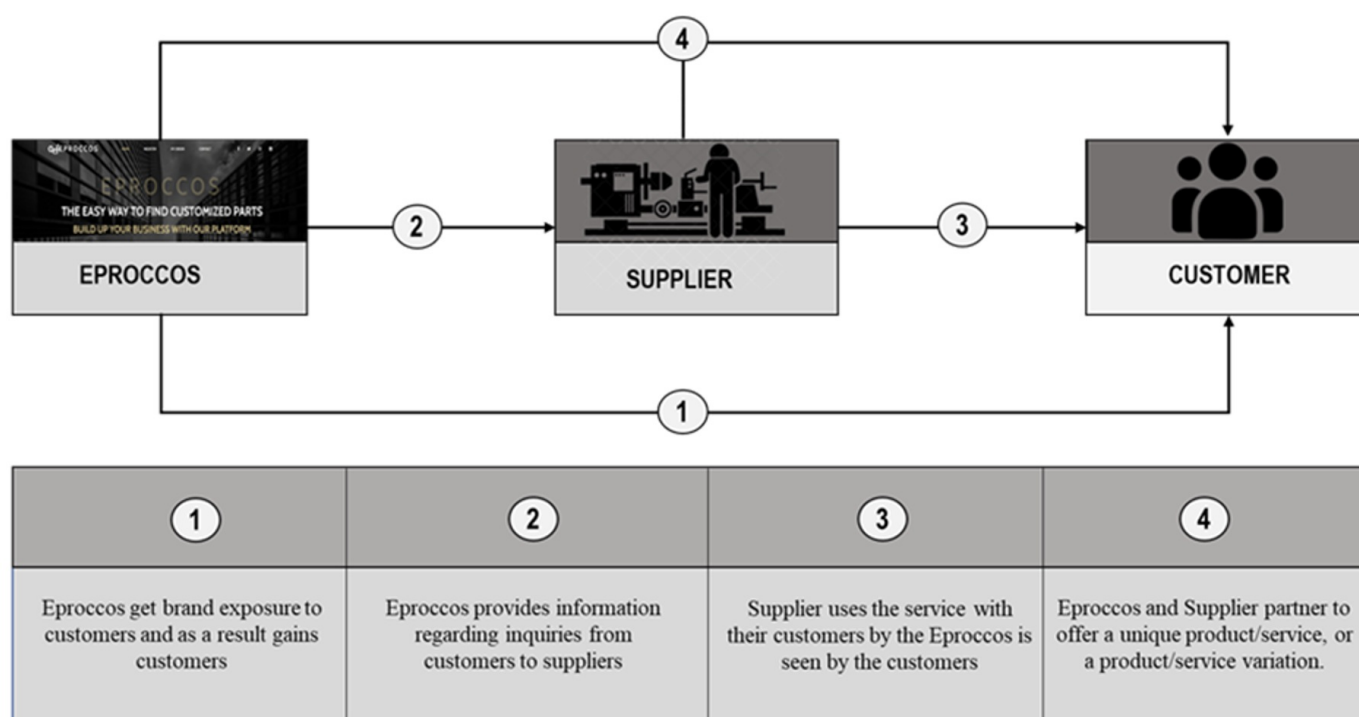 4
EPROCCOS
EPROCCOS
THE EASY WAY TO FIND CUSTOMIZED PARTS
BUILD UP YOUR BUSINESS WITH OUR PLATFORM
2
3
EPROCCOS
SUPPLIER
CUSTOMER
1
1
2
3
4
Eproccos get brand exposure to
customers and as a result gains
customers
Eproccos provides information
regarding inquiries from
customers to suppliers
Supplier uses the service with
their customers by the Eproccos is
seen by the customers
Eproccos and Supplier partner to
offer a unique product/service, or
a product/service variation.